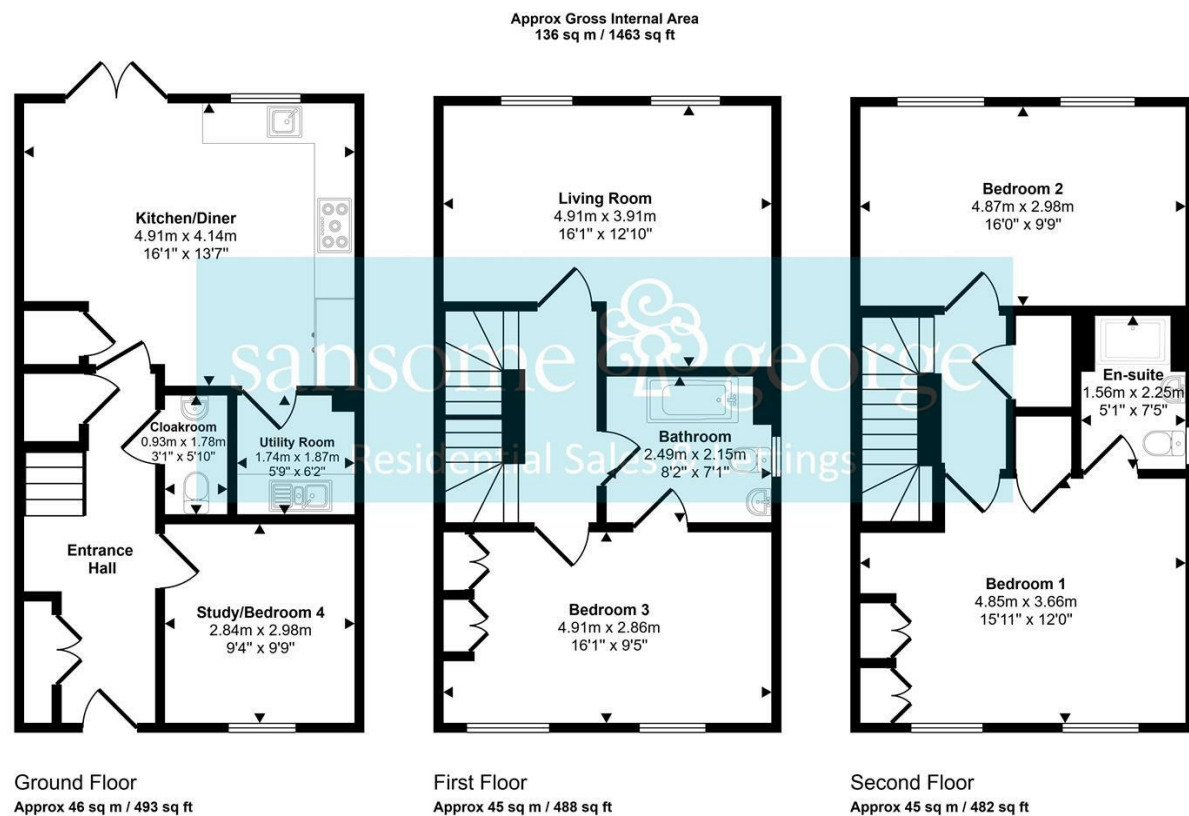 Approx Gross Internal Area
136 sq m / 1463 sq ft
Kitchen/Diner
4.91m x 4.14m
16'1" x 13'7"
Cloakroom
0.93m x 1.78m
3'1" x 5'10"
Utility Room
1.74m x 1.87m
5'9" x 6'2"
Entrance
Hall
Study/Bedroom 4
2.84m x 2.98m
9'4" x 9'9"
Ground Floor
Approx 46 sq m / 493 sq ft
Living Room
4.91m x 3.91m
16'1" x 12'10"
Bathroom
2.49m x 2.15m
8'2" x 7'1"
Bedroom 3
4.91m x 2.86m
16'1" x 9'5"
First Floor
Approx 45 sq m / 488 sq ft
Bedroom 2
4.87m x 2.98m
16'0" x 9'9"
En-suite
1.56m x 2.25m
5'1" x 7'5"
Bedroom 1
4.85m x 3.66m
15'11" x 12'0"
Second Floor
Approx 45 sq m / 482 sq ft
sansome george
Residential Sales & Lettings